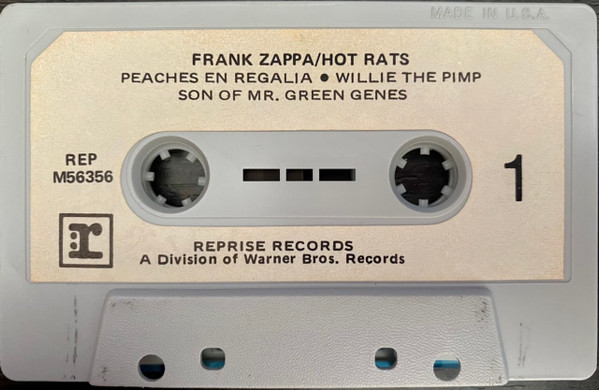 MADE IN U.S.A.
FRANK ZAPPA/HOT RATS
PEACHES EN REGALIA ● WILLIE THE PIMP
SON OF MR. GREEN GENES
REP
M56356
1
r:
REPRISE RECORDS
A Division of Warner Bros. Records